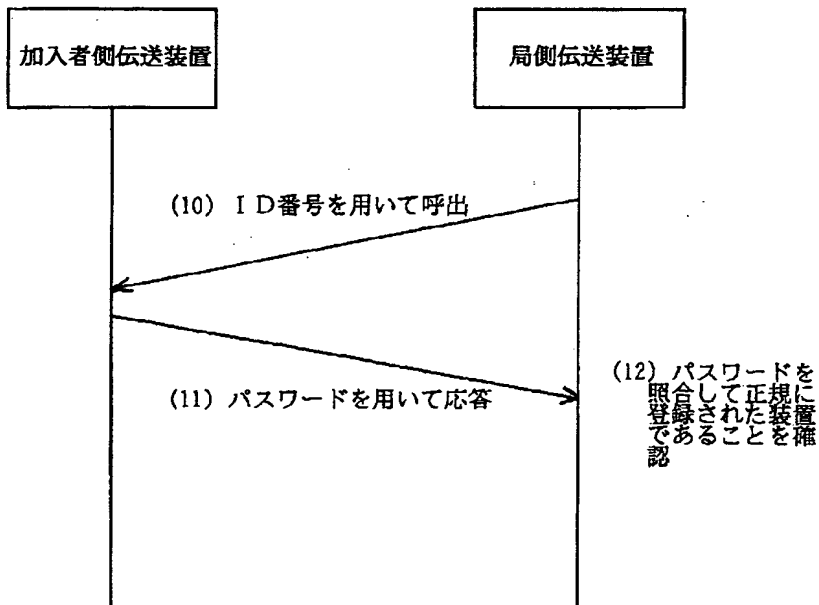 加入者側伝送装置
局側伝送装置
(10) ＩＤ番号を用いて呼出
(11) パスワードを用いて応答
(12) パスワードを
照合して正規に
登録された装置
であることを確
認